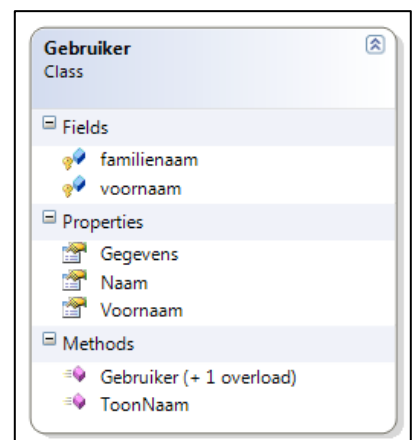 Gebruiker
Class
Fields
familienaam
voornaam
Properties
Gegevens
Naam
Voornaam
Methods
Gebruiker (+ 1 overload)
ToonNaam